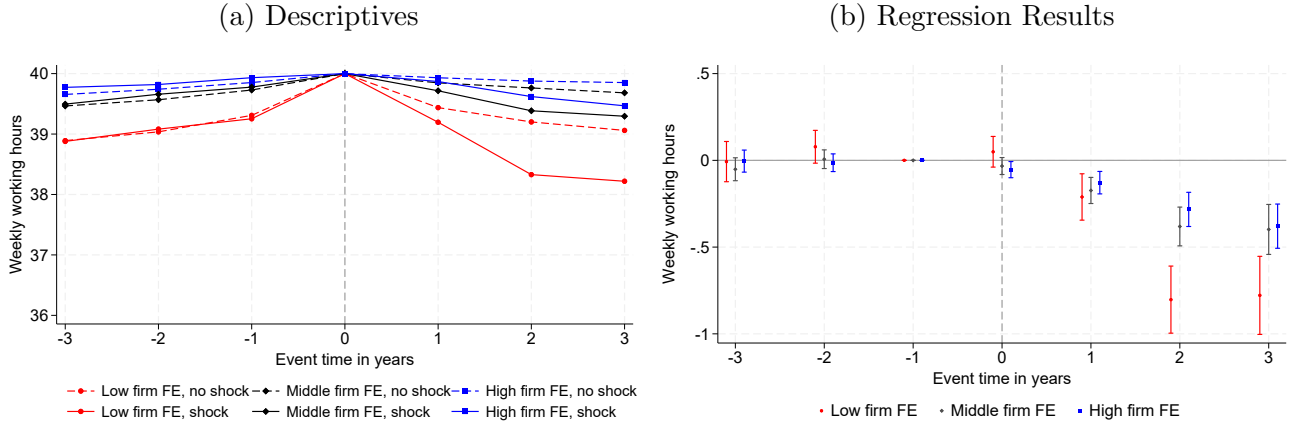 (a) Descriptives
Weekly working hours
40
39
38
37
36
-3 -2 -1 0 1 2 3
Event time in years
Low firm FE, no shock Middle firm FE, no shock High firm FE, no shock
Low firm FE, shock Middle firm FE, shock High firm FE, shock
(b) Regression Results
Weekly working hours
.5
0
-.5
-1
-3 -2 -1 0 1 2 3
Event time in years
Low firm FE Middle firm FE High firm FE